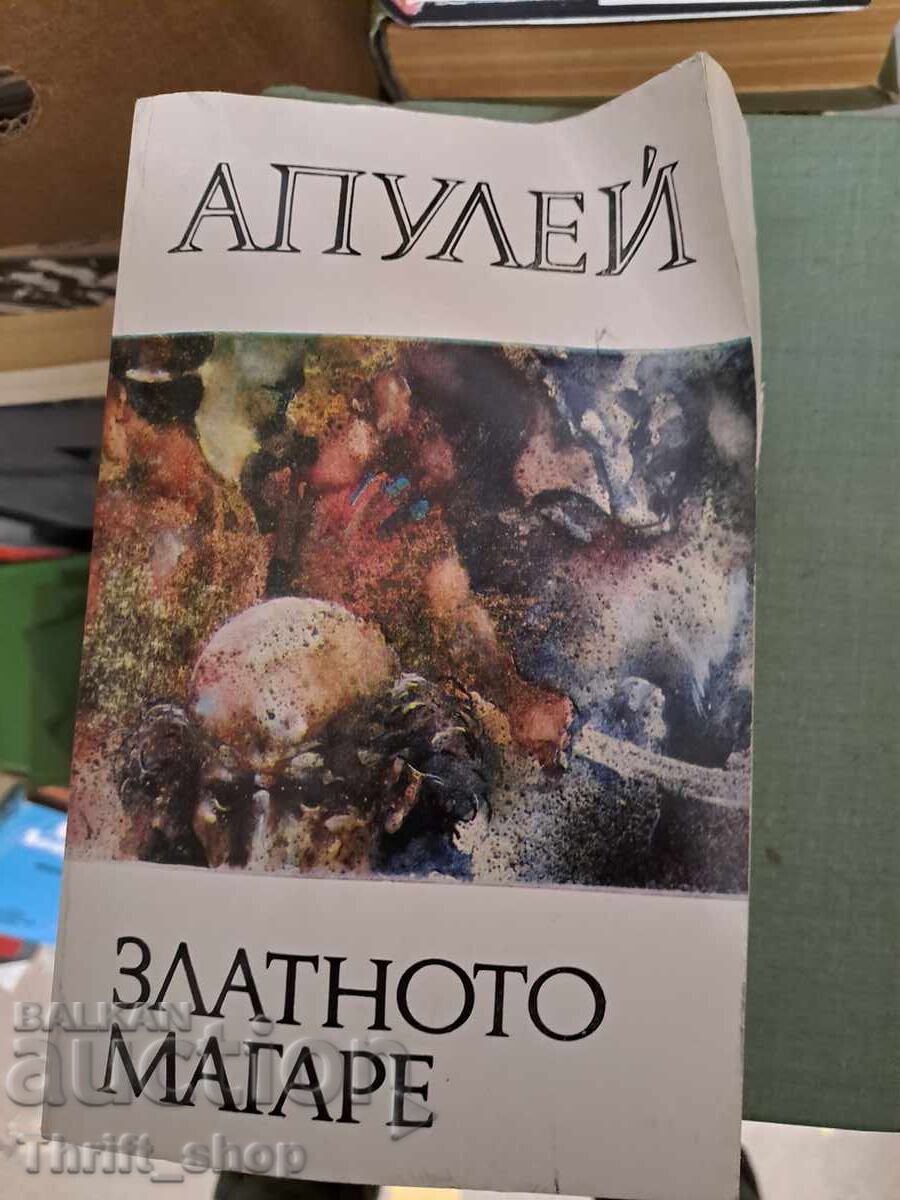 АПУЛЕЙ
ЗЛАТНОТО
МАГАРЕ
BALKAN
auction
Thrift_shop